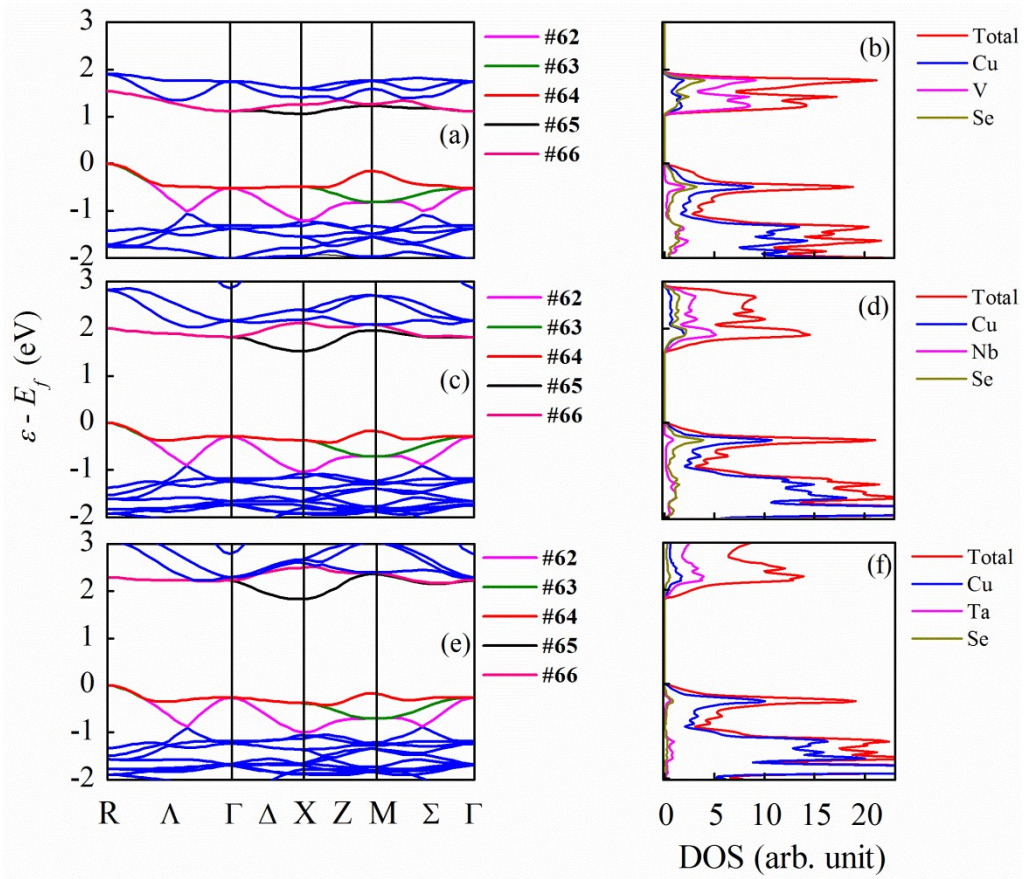 3
2
1
0
-1
-2
(a)
#62
#63
#64
#65
#66
(b)
Total
Cu
V
Se
3
2
1
0
-1
-2
(c)
#62
#63
#64
#65
#66
(d)
Total
Cu
Nb
Se
3
2
1
0
-1
-2
(e)
#62
#63
#64
#65
#66
(f)
Total
Cu
Ta
Se
ε - E_f (eV)
R Λ Γ Δ X Z M Σ Γ
0 5 10 15 20
DOS (arb. unit)